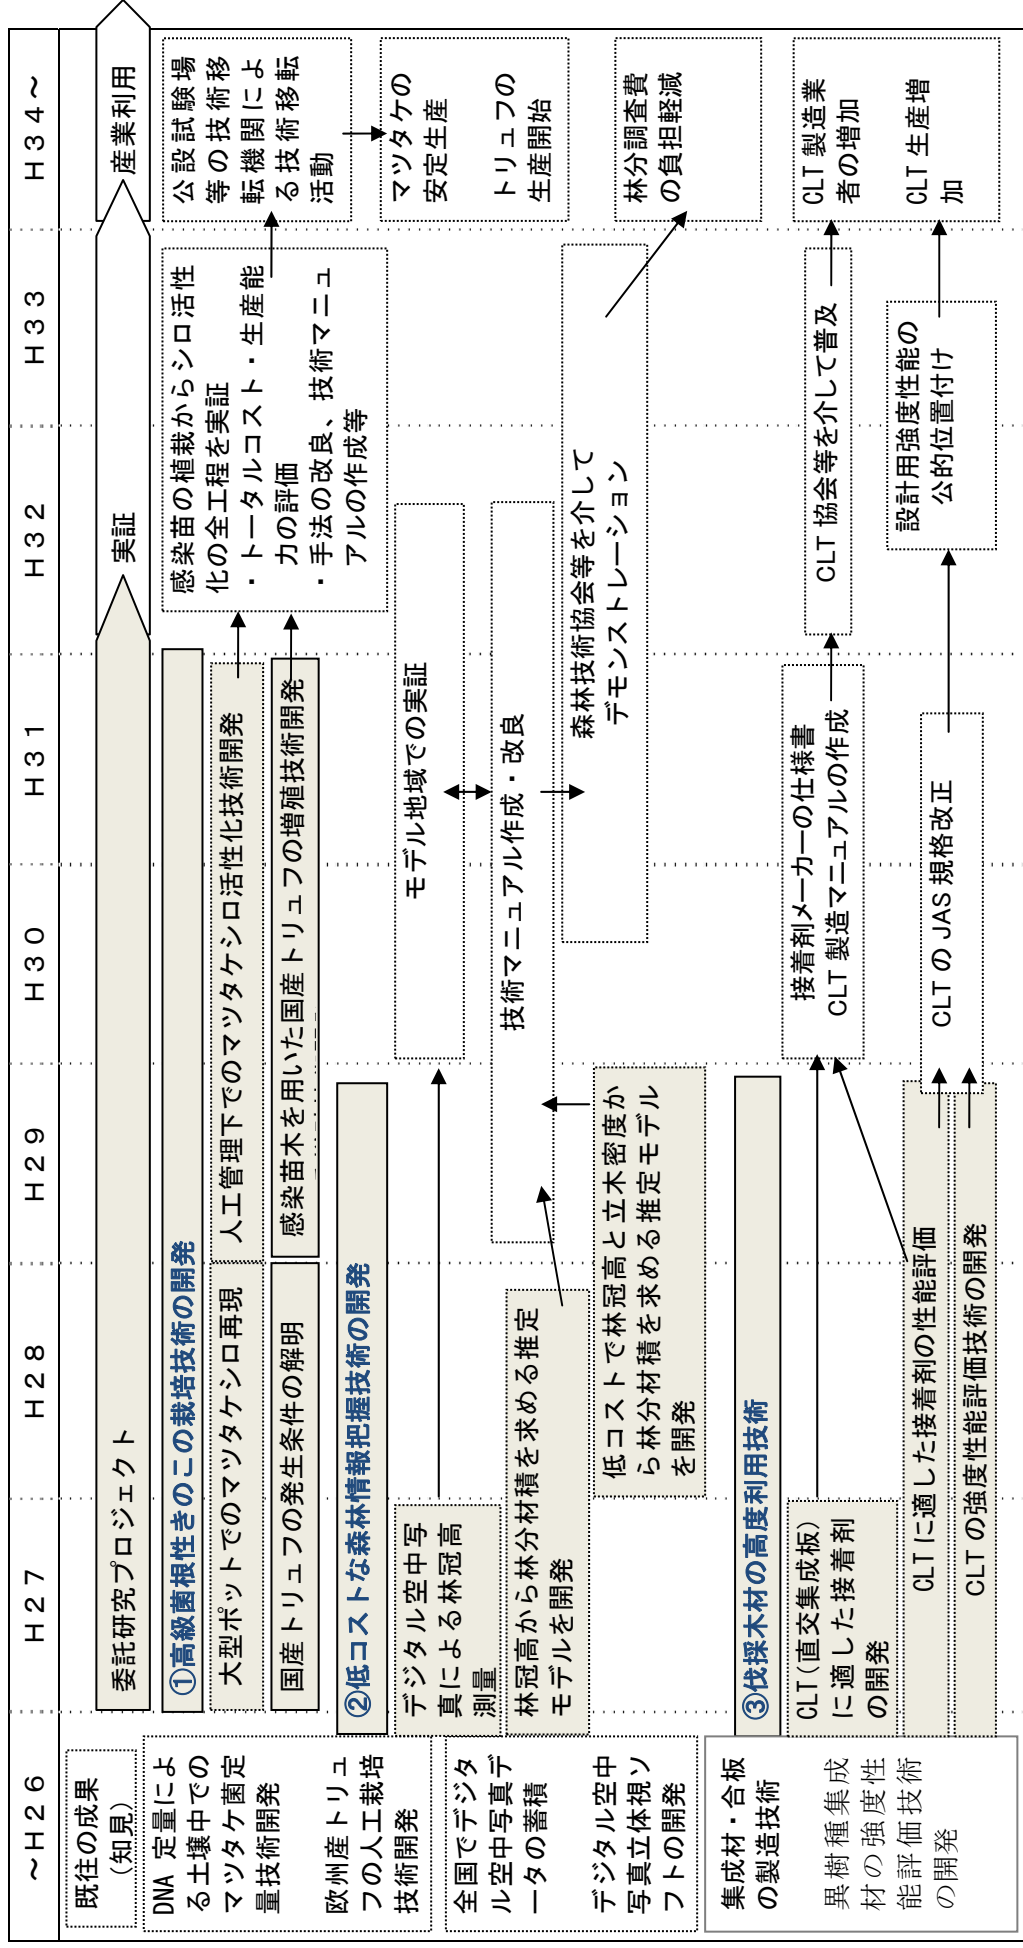 ～H26
H27
H28
H29
H30
H31
H32
H33
H34～
既往の成果
（知見）
委託研究プロジェクト
実証
産業利用
DNA 定量によ
る土壌中での
マツタケ菌定
量技術開発
欧州産トリュ
フの人工栽培
技術開発
①高級菌根性きのこの栽培技術の開発
大型ポットでのマツタケシロ再現
人工管理下でのマツタケシロ活性化技術開発
国産トリュフの発生条件の解明
感染苗木を用いた国産トリュフの増殖技術開発
感染苗の植栽からシロ活性
化の全工程を実証
・トータルコスト・生産能
力の評価
・手法の改良、技術マニュ
アルの作成等
公設試験場
等の技術移
転機関によ
る技術移転
活動
マツタケの
安定生産
トリュフの
生産開始
全国でデジタ
ル空中写真デ
ータの蓄積
デジタル空中
写真立体視ソ
フトの開発
②低コストな森林情報把握技術の開発
デジタル空中写
真による林冠高
測量
モデル地域での実証
林冠高から林分材積を求める推定
モデルを開発
技術マニュアル作成・改良
低コストで林冠高と立木密度か
ら林分材積を求める推定モデル
を開発
森林技術協会等を介して
デモンストレーション
林分調査費
の負担軽減
集成材・合板
の製造技術
異樹種集成
材の強度性
能評価技術
の開発
③伐採木材の高度利用技術
CLT（直交集成板）
に適した接着剤
の開発
接着剤メーカーの仕様書
CLT 製造マニュアルの作成
CLT 協会等を介して普及
CLT 製造業
者の増加
CLT 生産増
加
CLT に適した接着剤の性能評価
CLT の強度性能評価技術の開発
CLT の JAS 規格改正
設計用強度性能の
公的位置付け